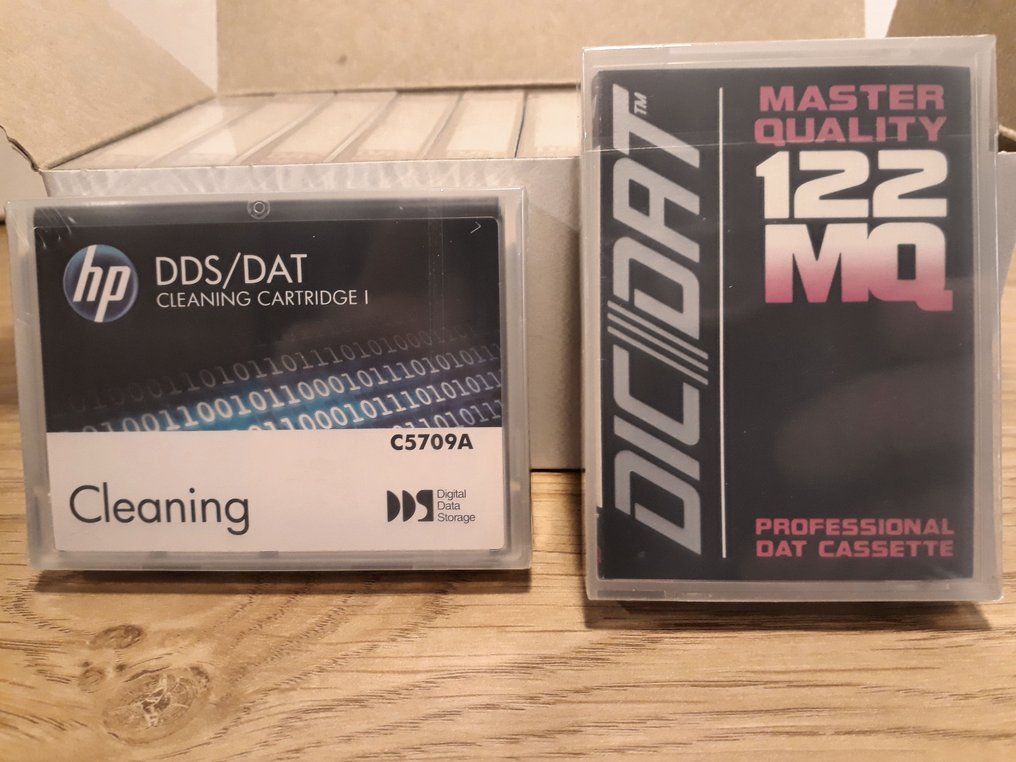 hp
DDS/DAT
CLEANING CARTRIDGE I
C5709A
Cleaning
DDS
Digital
Data
Storage
DIC//DAT™
MASTER
QUALITY
122
MQ
PROFESSIONAL
DAT CASSETTE